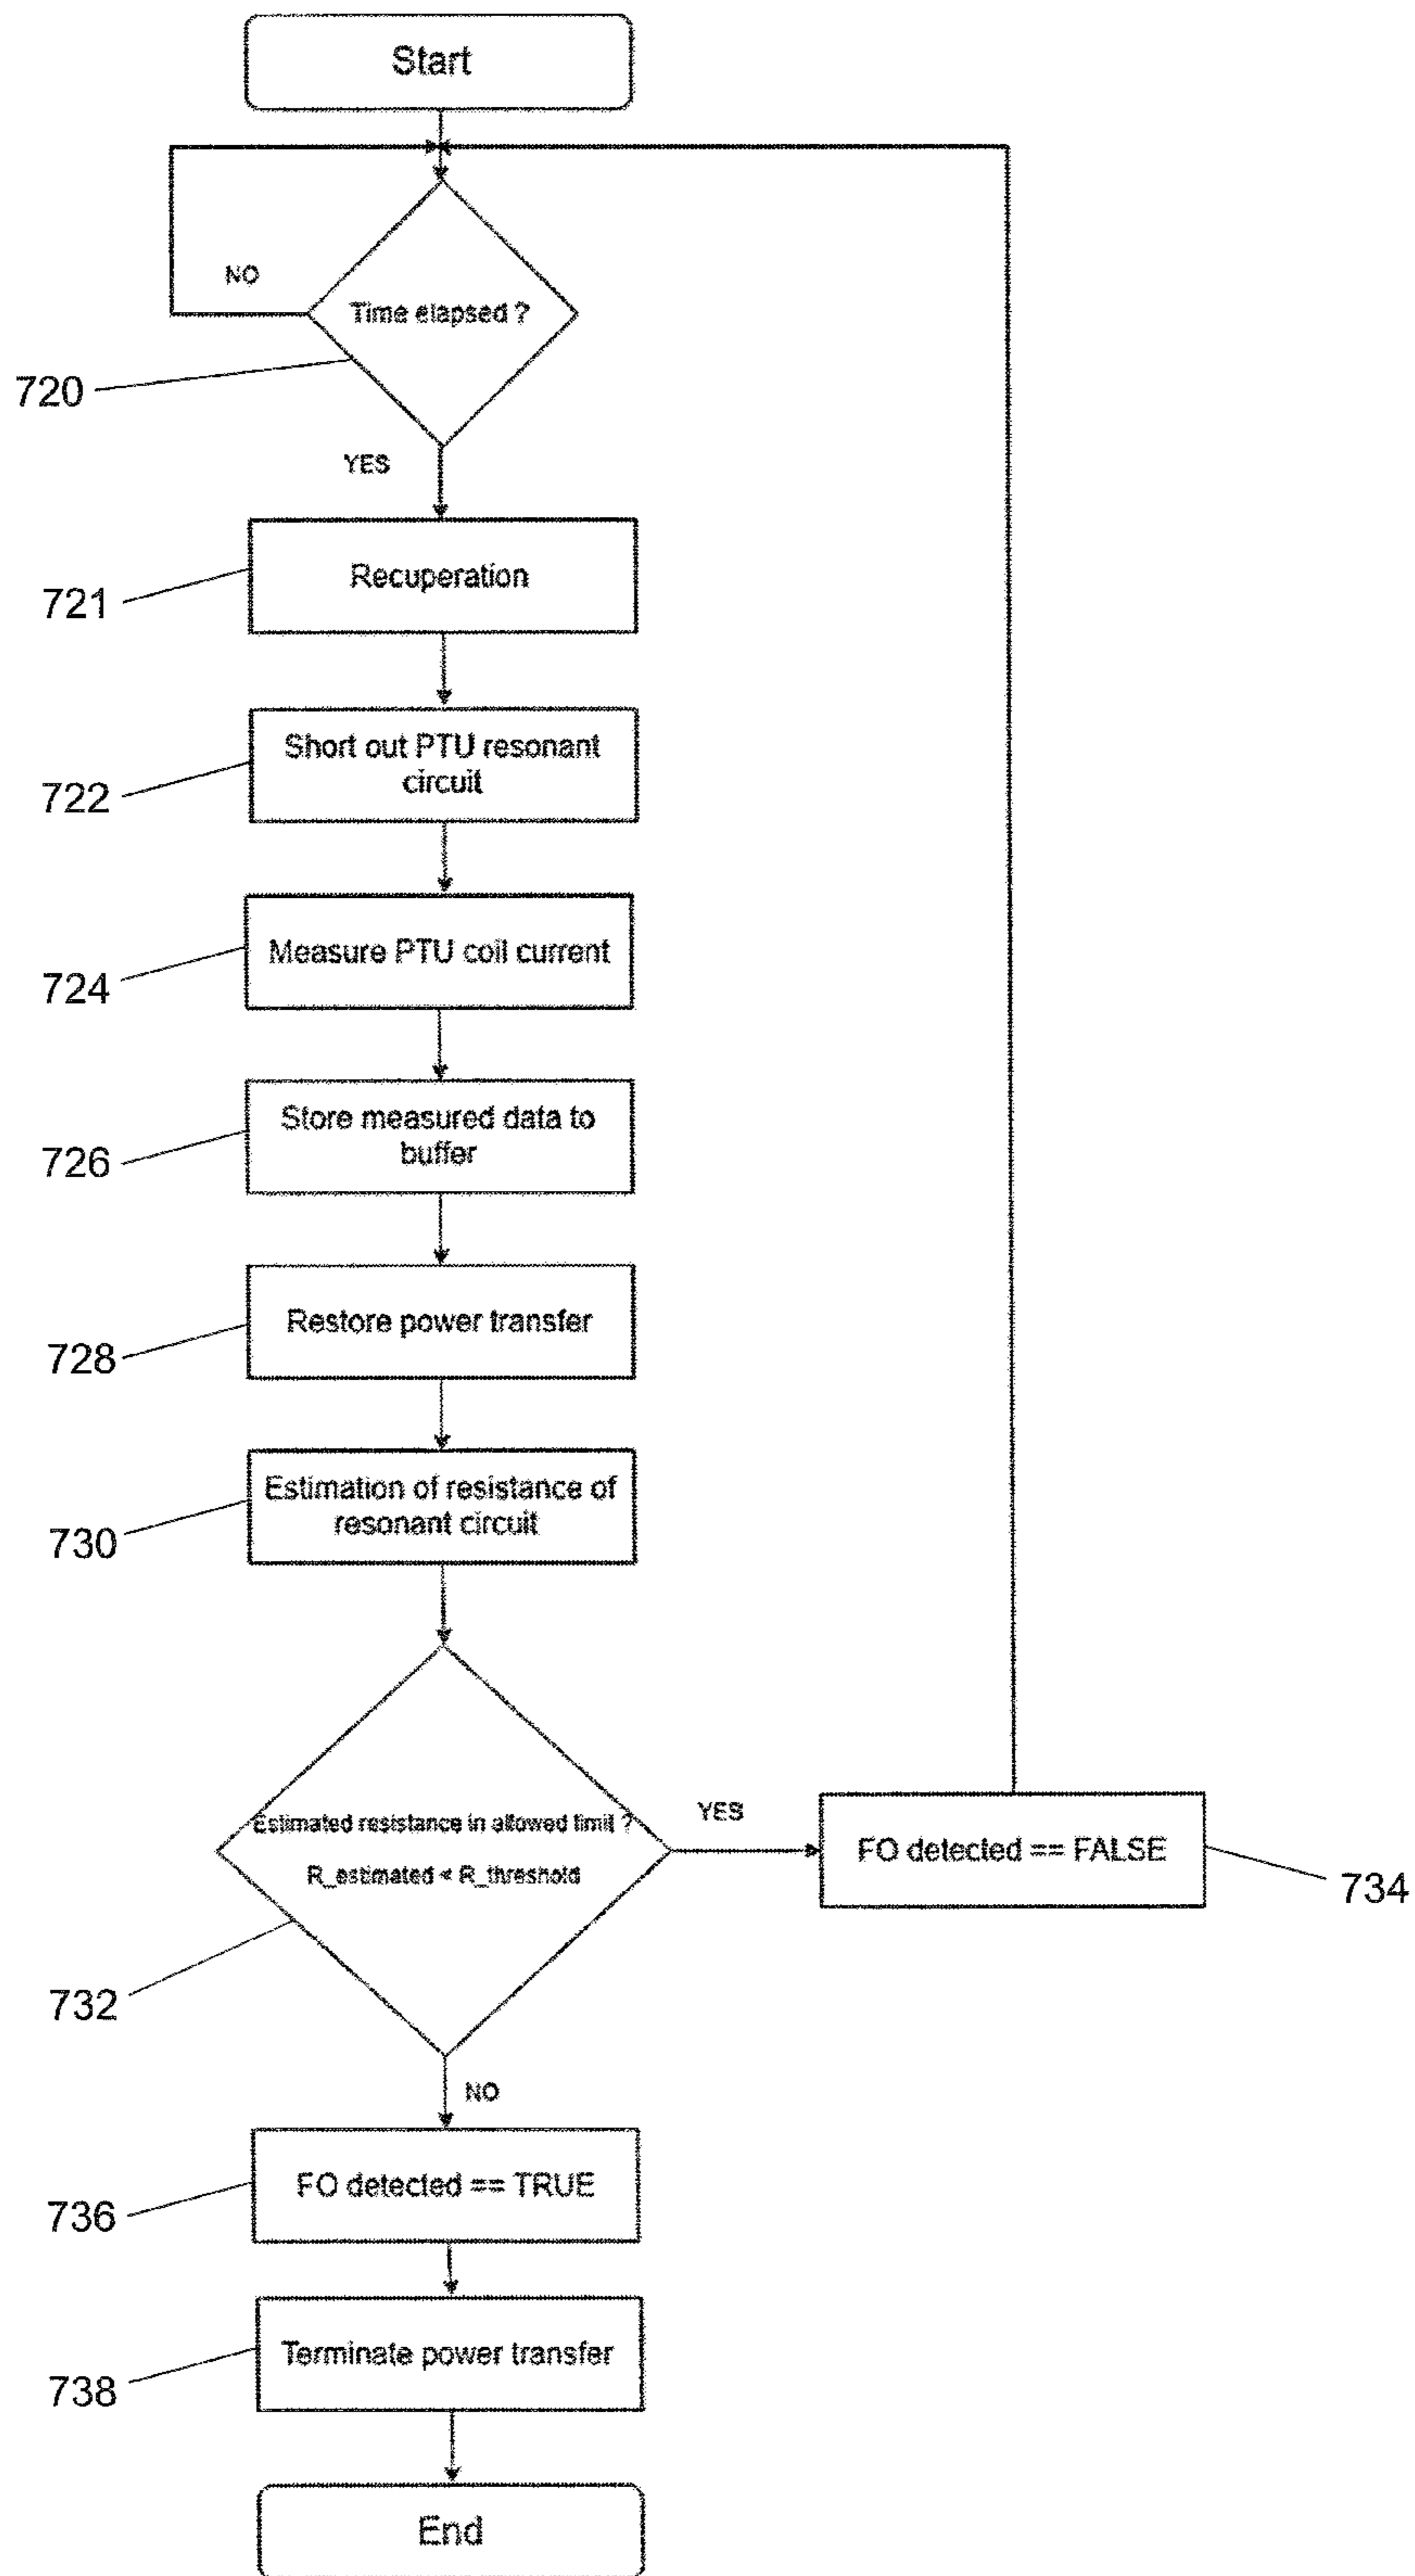 Start
NO
Time elapsed ?
720
YES
Recuperation
721
Short out PTU resonant
circuit
722
Measure PTU coil current
724
Store measured data to
buffer
726
Restore power transfer
728
Estimation of resistance of
resonant circuit
730
Estimated resistance in allowed limit ?
R_estimated < R_threshold
YES
FO detected == FALSE
734
732
NO
FO detected == TRUE
736
Terminate power transfer
738
End